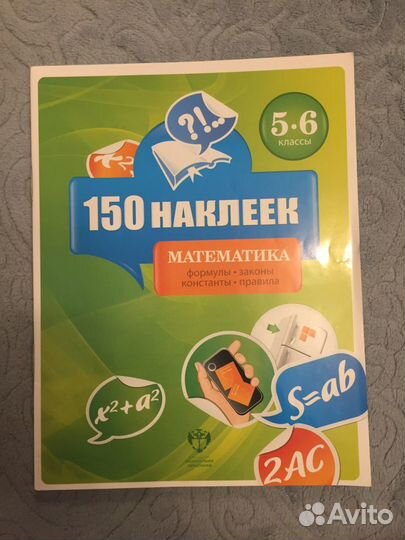 ?!..
5•6
классы
150 НАКЛЕЕК
МАТЕМАТИКА
формулы • законы
константы • правила
x²+a²
S=ab
2AC
Avito